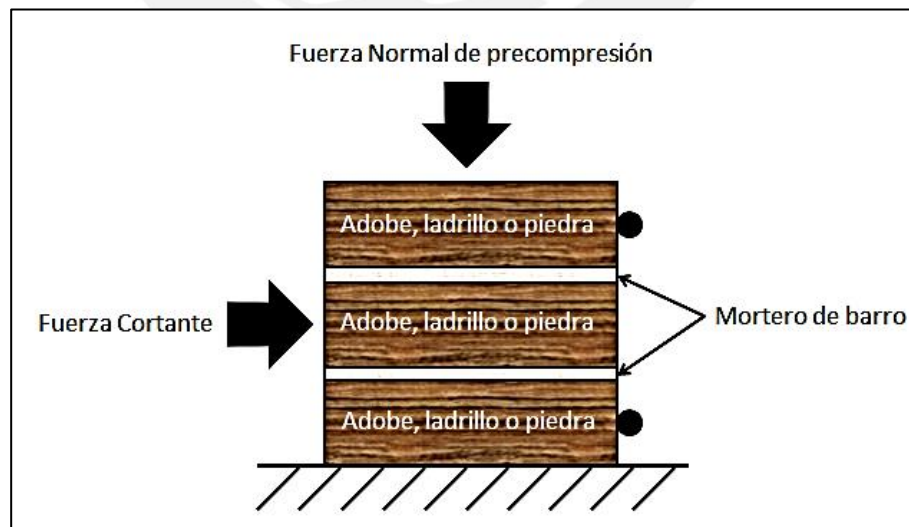 Fuerza Normal de precompresión
Adobe, ladrillo o piedra
Fuerza Cortante
Adobe, ladrillo o piedra
Mortero de barro
Adobe, ladrillo o piedra